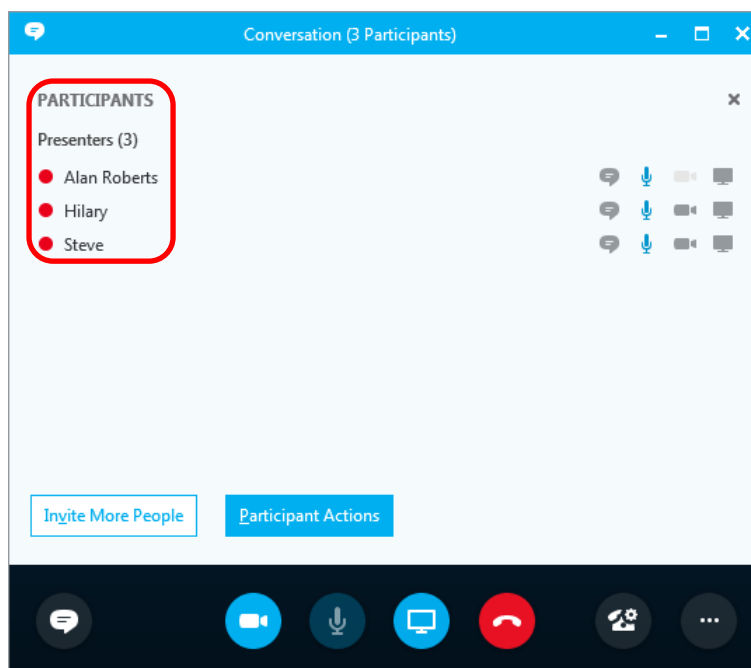 Conversation (3 Participants)
PARTICIPANTS
Presenters (3)
Alan Roberts
Hilary
Steve
Invite More People
Participant Actions